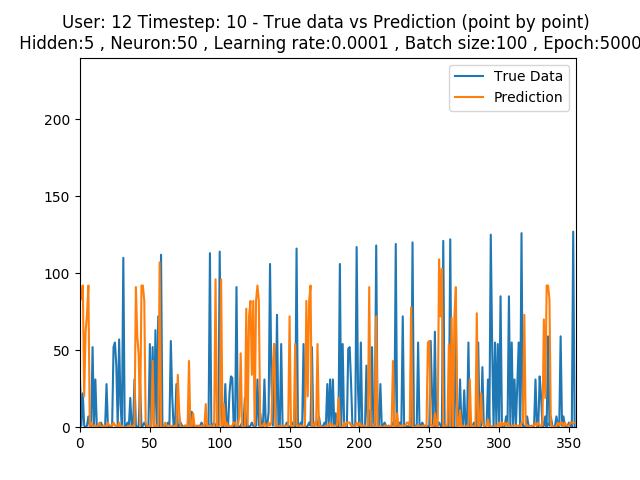 User: 12 Timestep: 10 - True data vs Prediction (point by point)
Hidden:5 , Neuron:50 , Learning rate:0.0001 , Batch size:100 , Epoch:5000
True Data
Prediction
200
150
100
50
0
0 50 100 150 200 250 300 350